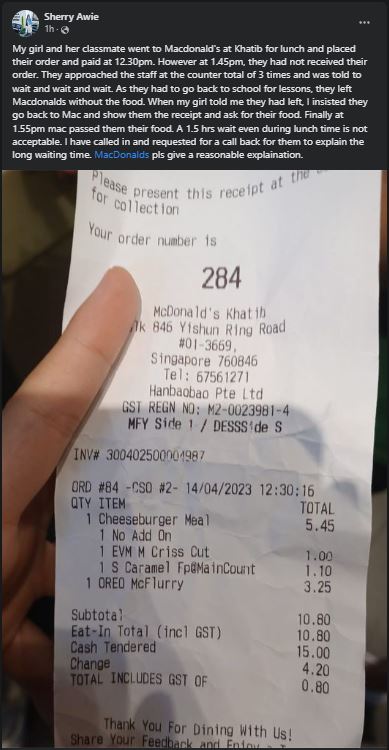 Sherry Awie
1h
My girl and her classmate went to Macdonald's at Khatib for lunch and placed
their order and paid at 12.30pm. However at 1.45pm, they had not received their
order. They approached the staff at the counter total of 3 times and was told to
wait and wait and wait. As they had to go back to school for lessons, they left
Macdonalds without the food. When my girl told me they had left, I insisted they
go back to Mac and show them the receipt and ask for their food. Finally at
1.55pm mac passed them their food. A 1.5 hrs wait even during lunch time is not
acceptable. I have called in and requested for a call back for them to explain the
long waiting time. MacDonalds pls give a reasonable explaination.
Please present this receipt at the
for collection
Your order number is
284
McDonald's Khatib
846 Yishun Ring Road
#01-3669,
Singapore 760846
Tel: 67561271
Hanbaobao Pte Ltd
GST REGN NO: M2-0023981-4
MFY Side 1 / DESSSide S
INV# 300402500004987
ORD #84 -CSO #2- 14/04/2023 12:30:16
QTY ITEM TOTAL
1 Cheeseburger Meal 5.45
1 No Add On
1 EVM M Criss Cut 1.00
1 S Caramel Fp@MainCount 1.10
1 OREO McFlurry 3.25
Subtotal 10.80
Eat-In Total (incl GST) 10.80
Cash Tendered 15.00
Change 4.20
TOTAL INCLUDES GST OF 0.80
Thank You For Dining With Us!
Share Your Feedback and Enjoy a